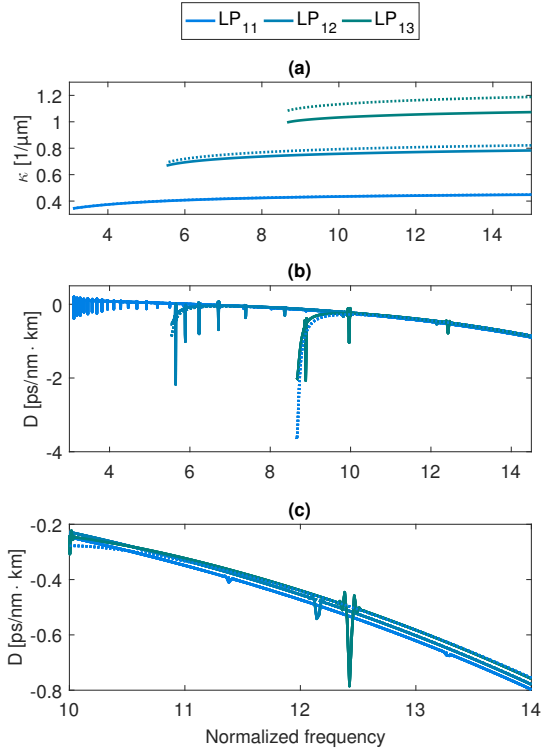 LP11 LP12 LP13
(a)
1.2
1
0.8
0.6
0.4
κ [1/μm]
4 6 8 10 12 14
(b)
0
-2
-4
D [ps/nm· km]
4 6 8 10 12 14
(c)
-0.2
-0.4
-0.6
-0.8
D [ps/nm· km]
10 11 12 13 14
Normalized frequency